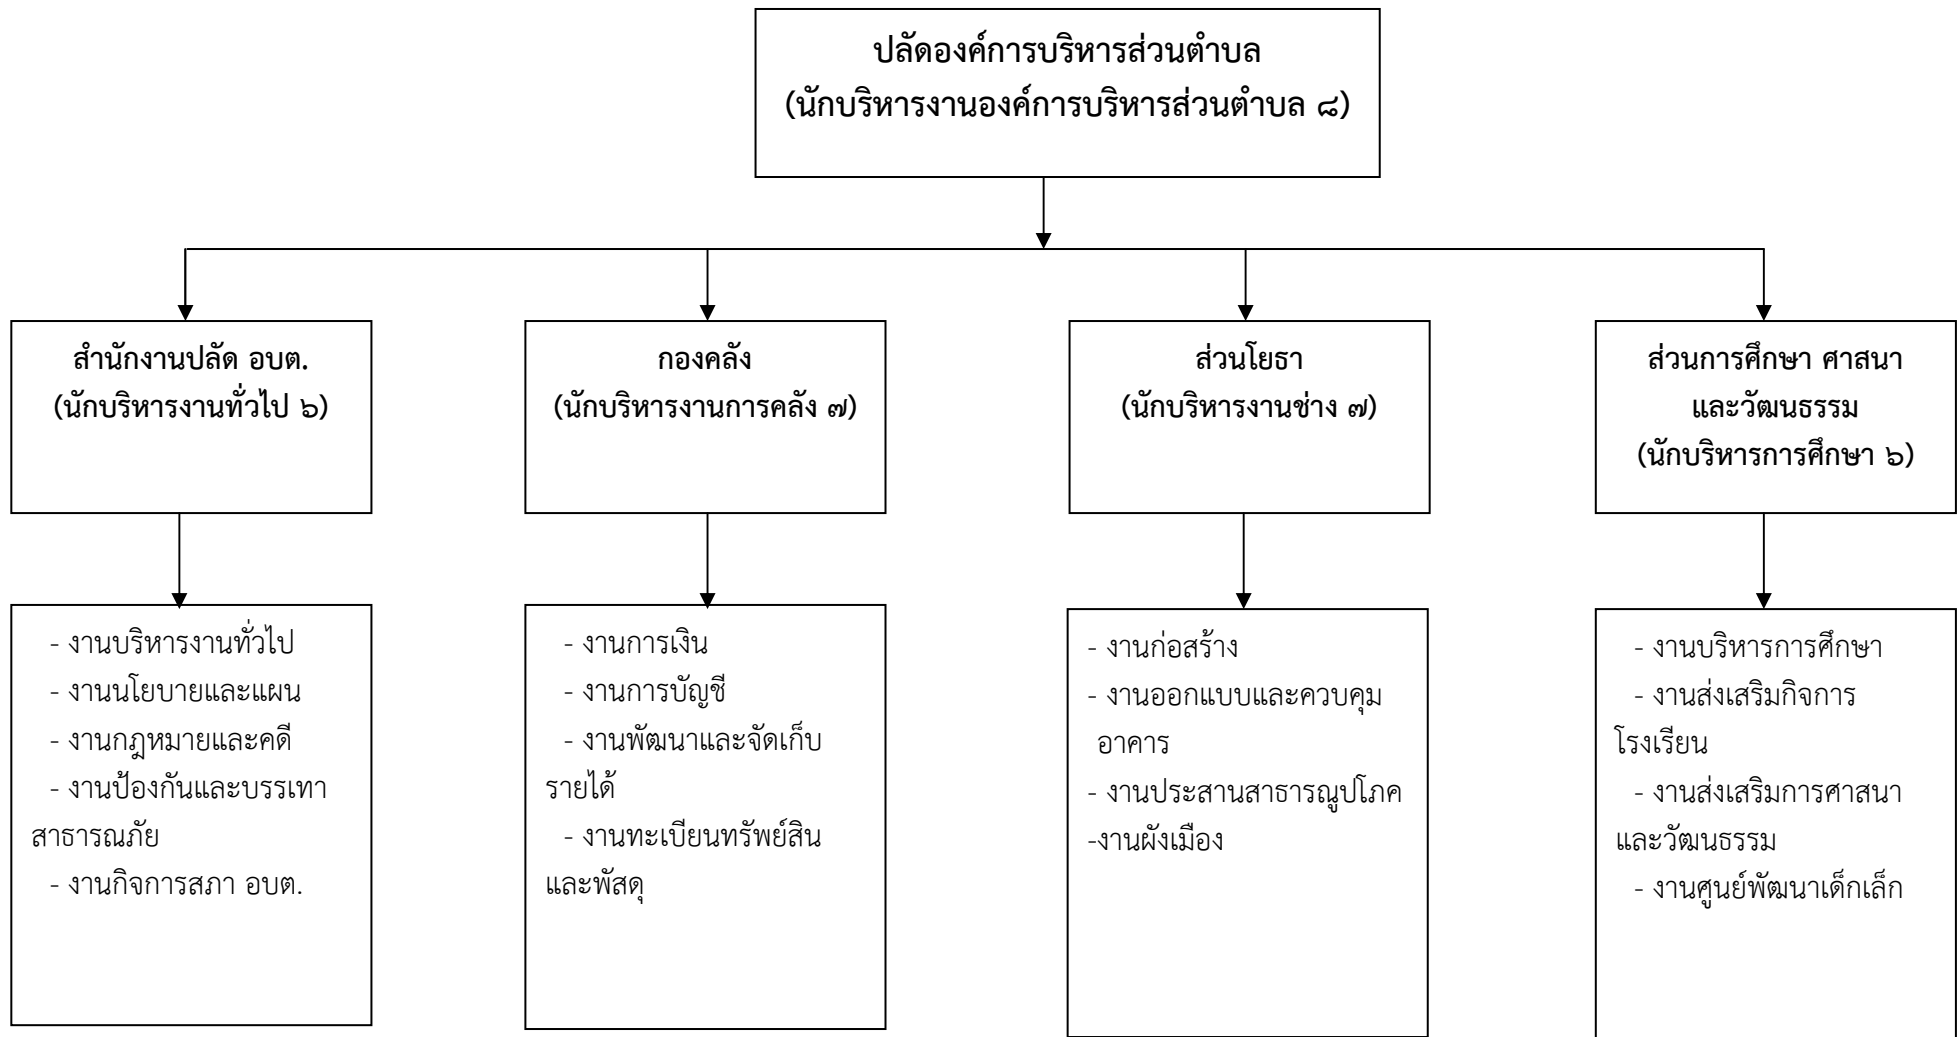 ปลัดองค์การบริหารส่วนตำบล
(นักบริหารงานองค์การบริหารส่วนตำบล ๘)
สำนักงานปลัด อบต.
(นักบริหารงานทั่วไป ๖)
กองคลัง
(นักบริหารงานการคลัง ๗)
ส่วนโยธา
(นักบริหารงานช่าง ๗)
ส่วนการศึกษา ศาสนา
และวัฒนธรรม
(นักบริหารการศึกษา ๖)
- งานบริหารงานทั่วไป
- งานนโยบายและแผน
- งานกฎหมายและคดี
- งานป้องกันและบรรเทา
สาธารณภัย
- งานกิจการสภา อบต.
- งานการเงิน
- งานการบัญชี
- งานพัฒนาและจัดเก็บ
รายได้
- งานทะเบียนทรัพย์สิน
และพัสดุ
- งานก่อสร้าง
- งานออกแบบและควบคุม
อาคาร
- งานประสานสาธารณูปโภค
-งานผังเมือง
- งานบริหารการศึกษา
- งานส่งเสริมกิจการ
โรงเรียน
- งานส่งเสริมการศาสนา
และวัฒนธรรม
- งานศูนย์พัฒนาเด็กเล็ก